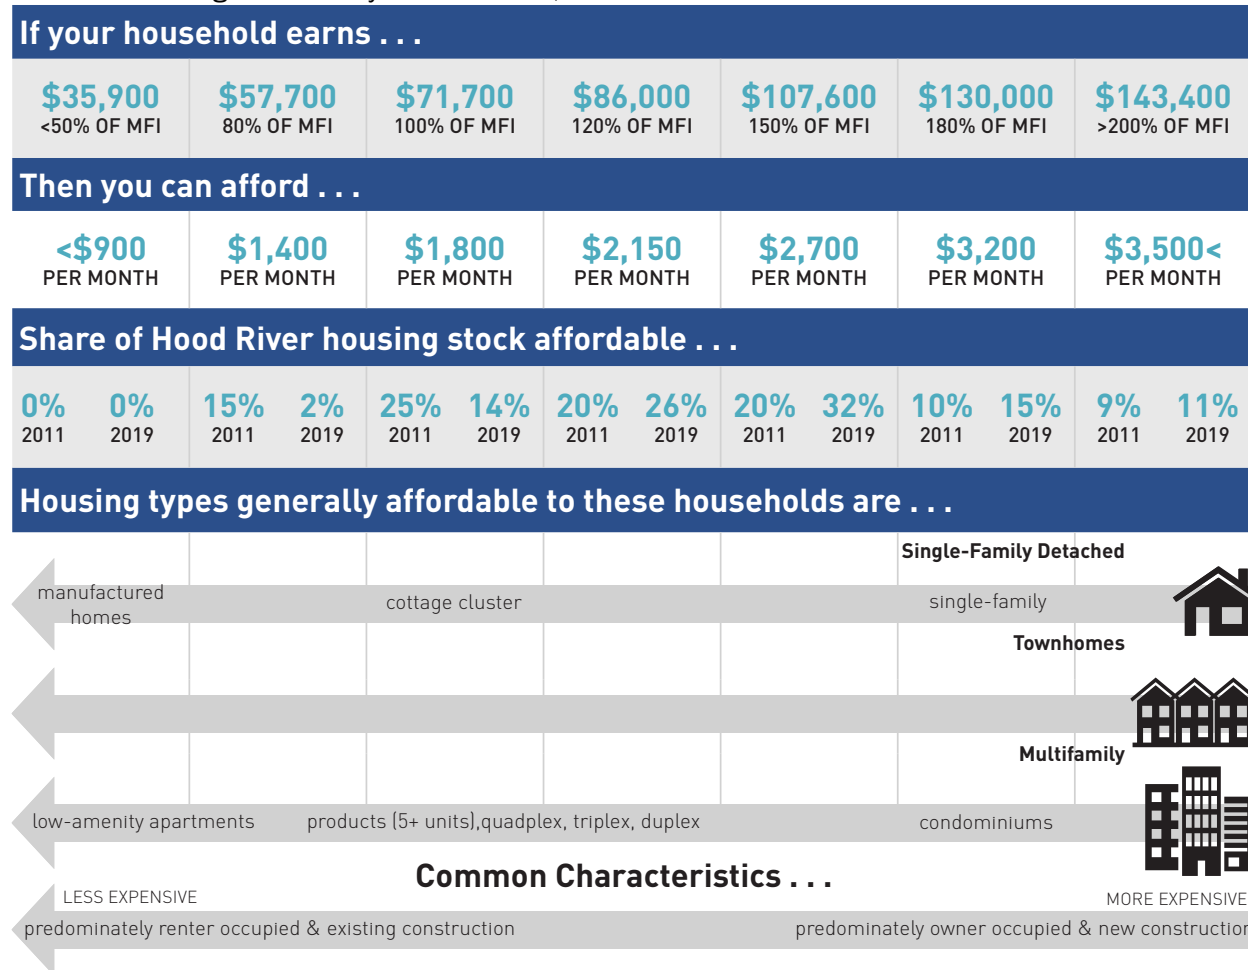 If your household earns . . .
$35,900 $57,700 $71,700 $86,000 $107,600 $130,000 $143,400
<50% OF MFI 80% OF MFI 100% OF MFI 120% OF MFI 150% OF MFI 180% OF MFI >200% OF MFI
Then you can afford . . .
<$900 $1,400 $1,800 $2,150 $2,700 $3,200 $3,500<
PER MONTH PER MONTH PER MONTH PER MONTH PER MONTH PER MONTH PER MONTH
Share of Hood River housing stock affordable . . .
0% 0% 15% 2% 25% 14% 20% 26% 20% 32% 10% 15% 9% 11%
2011 2019 2011 2019 2011 2019 2011 2019 2011 2019 2011 2019 2011 2019
Housing types generally affordable to these households are . . .
Single-Family Detached
manufactured
homes
cottage cluster
single-family
Townhomes
Multifamily
low-amenity apartments products (5+ units),quadplex, triplex, duplex condominiums
Common Characteristics . . .
LESS EXPENSIVE MORE EXPENSIVE
predominately renter occupied & existing construction predominately owner occupied & new construction